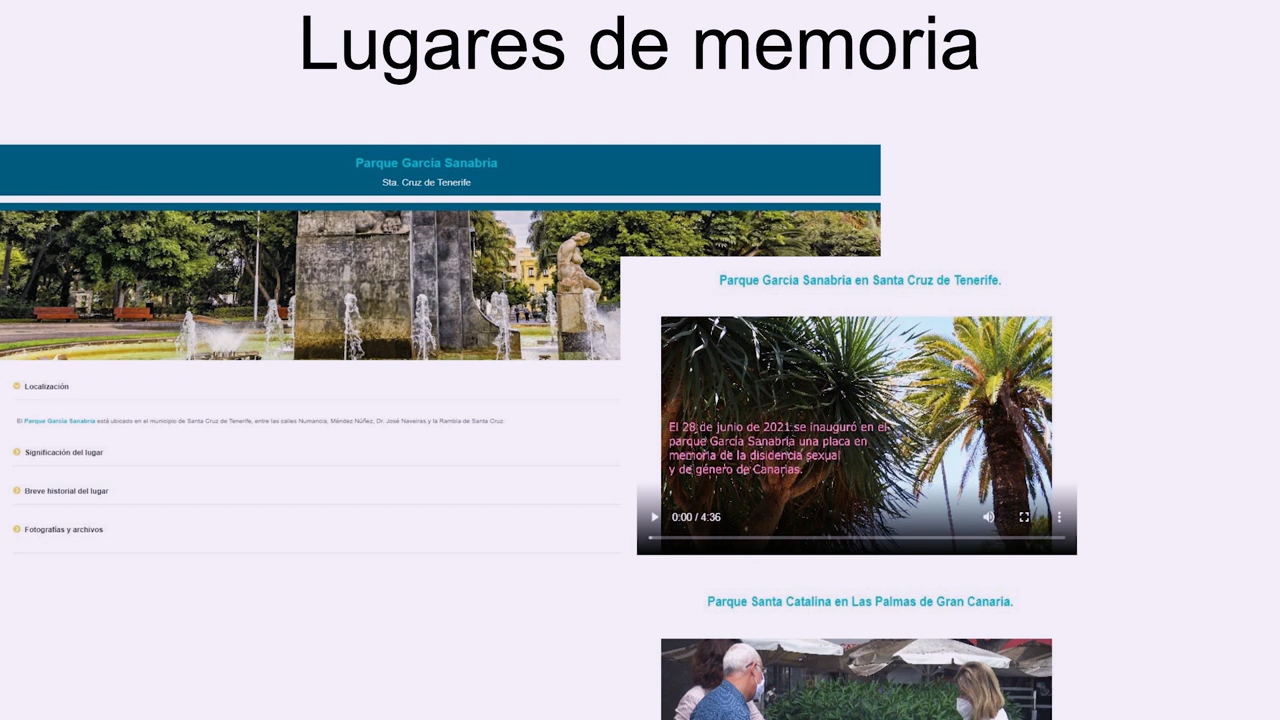 Lugares de memoria
Parque García Sanabria
Sta. Cruz de Tenerife
Localización
El Parque García Sanabria está ubicado en el municipio de Santa Cruz de Tenerife, entre las calles Numancia, Méndez Núñez, Dr. José Naveiras y la Rambla de Santa Cruz.
Significación del lugar
Breve historial del lugar
Fotografías y archivos
Parque García Sanabria en Santa Cruz de Tenerife.
El 28 de junio de 2021 se inauguró en el
parque García Sanabria una placa en
memoria de la disidencia sexual
y de género de Canarias.
0:00 / 4:36
Parque Santa Catalina en Las Palmas de Gran Canaria.